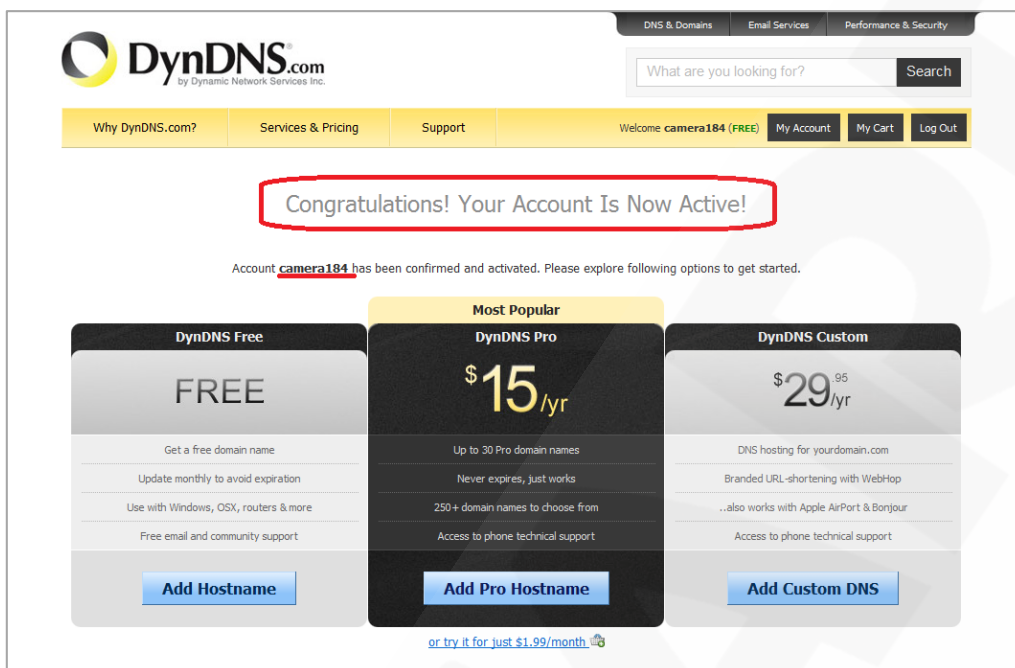 DNS & Domains Email Services Performance & Security
DynDNS.com
by Dynamic Network Services Inc.
What are you looking for? Search
Why DynDNS.com? Services & Pricing Support Welcome camera184 (FREE) My Account My Cart Log Out
Congratulations! Your Account Is Now Active!
Account camera184 has been confirmed and activated. Please explore following options to get started.
Most Popular
DynDNS Free DynDNS Pro DynDNS Custom
FREE $15/yr $29.95/yr
Get a free domain name Up to 30 Pro domain names DNS hosting for yourdomain.com
Update monthly to avoid expiration Never expires, just works Branded URL-shortening with WebHop
Use with Windows, OSX, routers & more 250+ domain names to choose from ..also works with Apple AirPort & Bonjour
Free email and community support Access to phone technical support Access to phone technical support
Add Hostname Add Pro Hostname Add Custom DNS
or try it for just $1.99/month